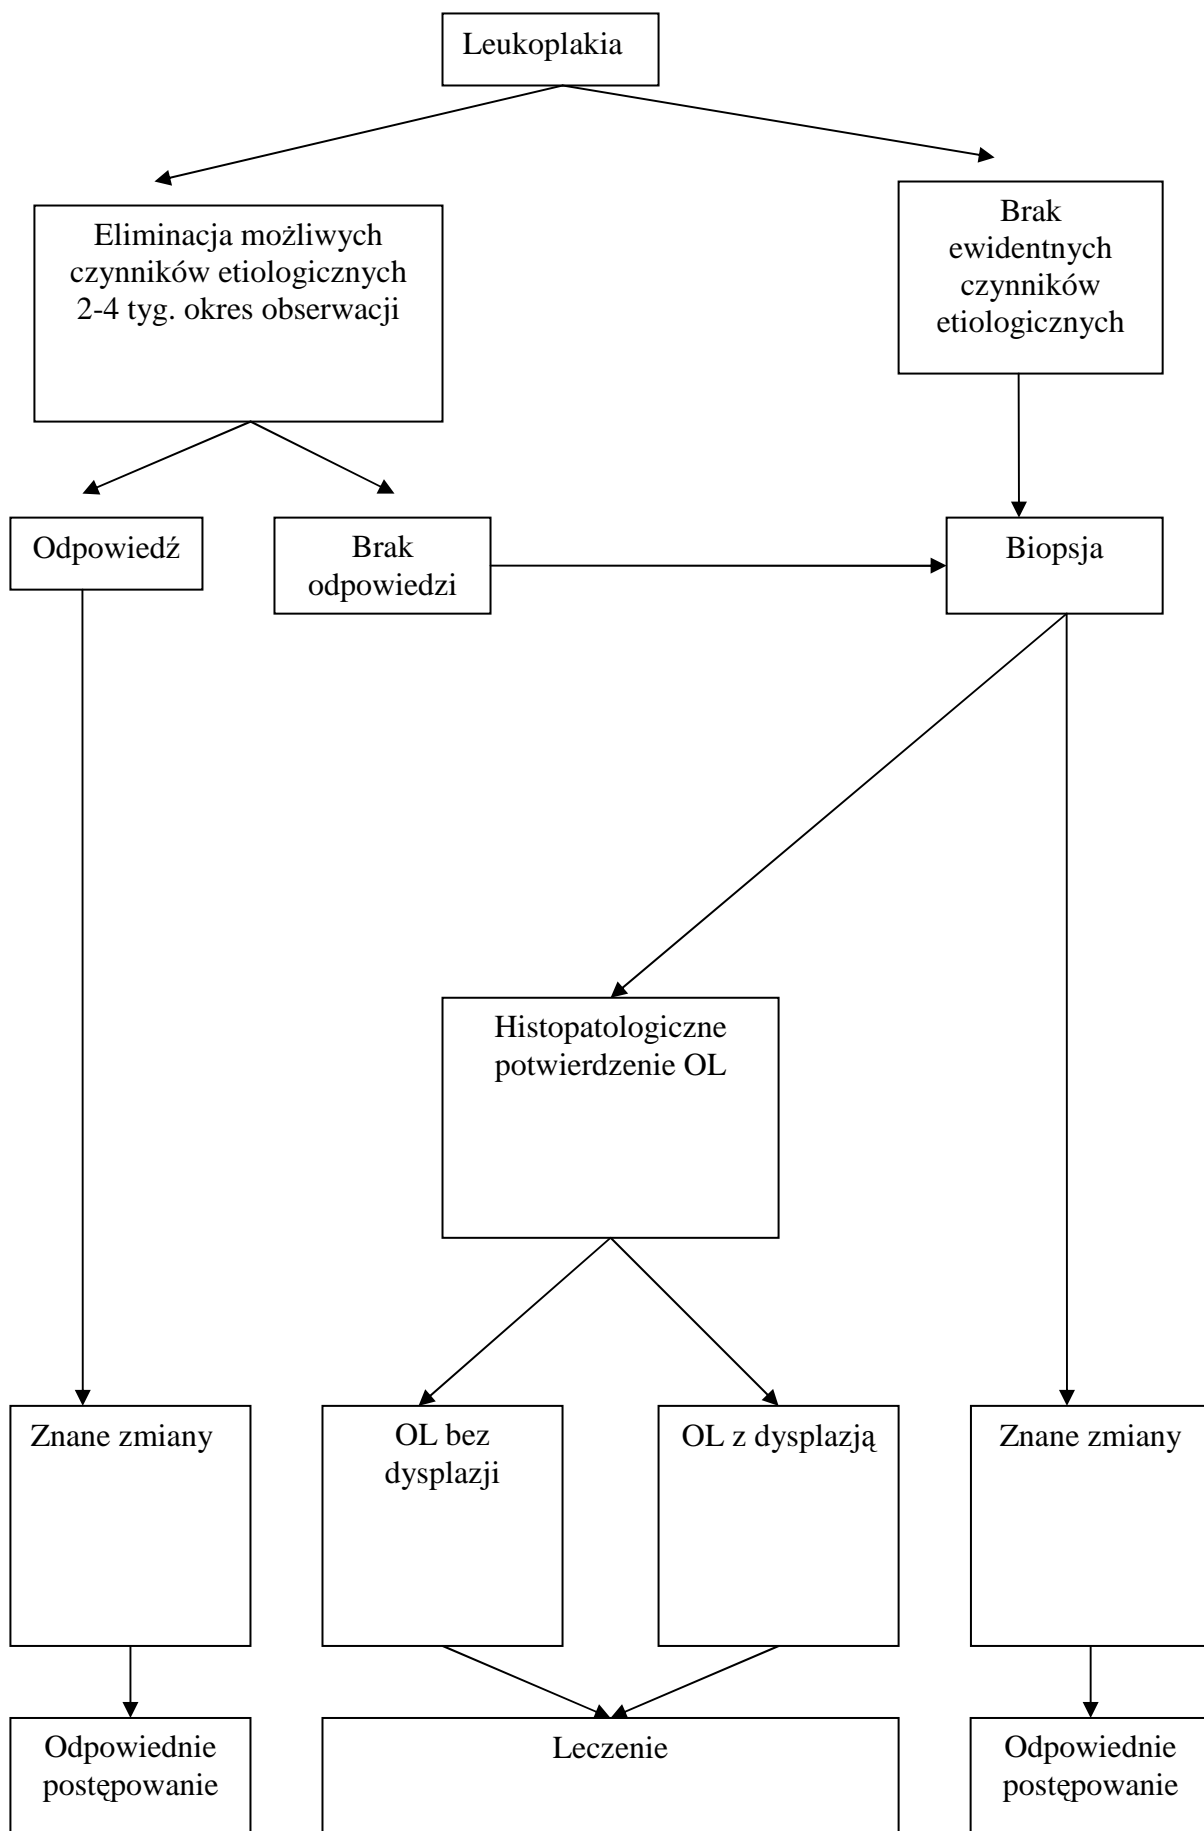 Leukoplakia
Eliminacja możliwych
czynników etiologicznych
2-4 tyg. okres obserwacji
Brak
ewidentnych
czynników
etiologicznych
Odpowiedź
Brak
odpowiedzi
Biopsja
Histopatologiczne
potwierdzenie OL
Znane zmiany
OL bez
dysplazji
OL z dysplazją
Znane zmiany
Odpowiednie
postępowanie
Leczenie
Odpowiednie
postępowanie